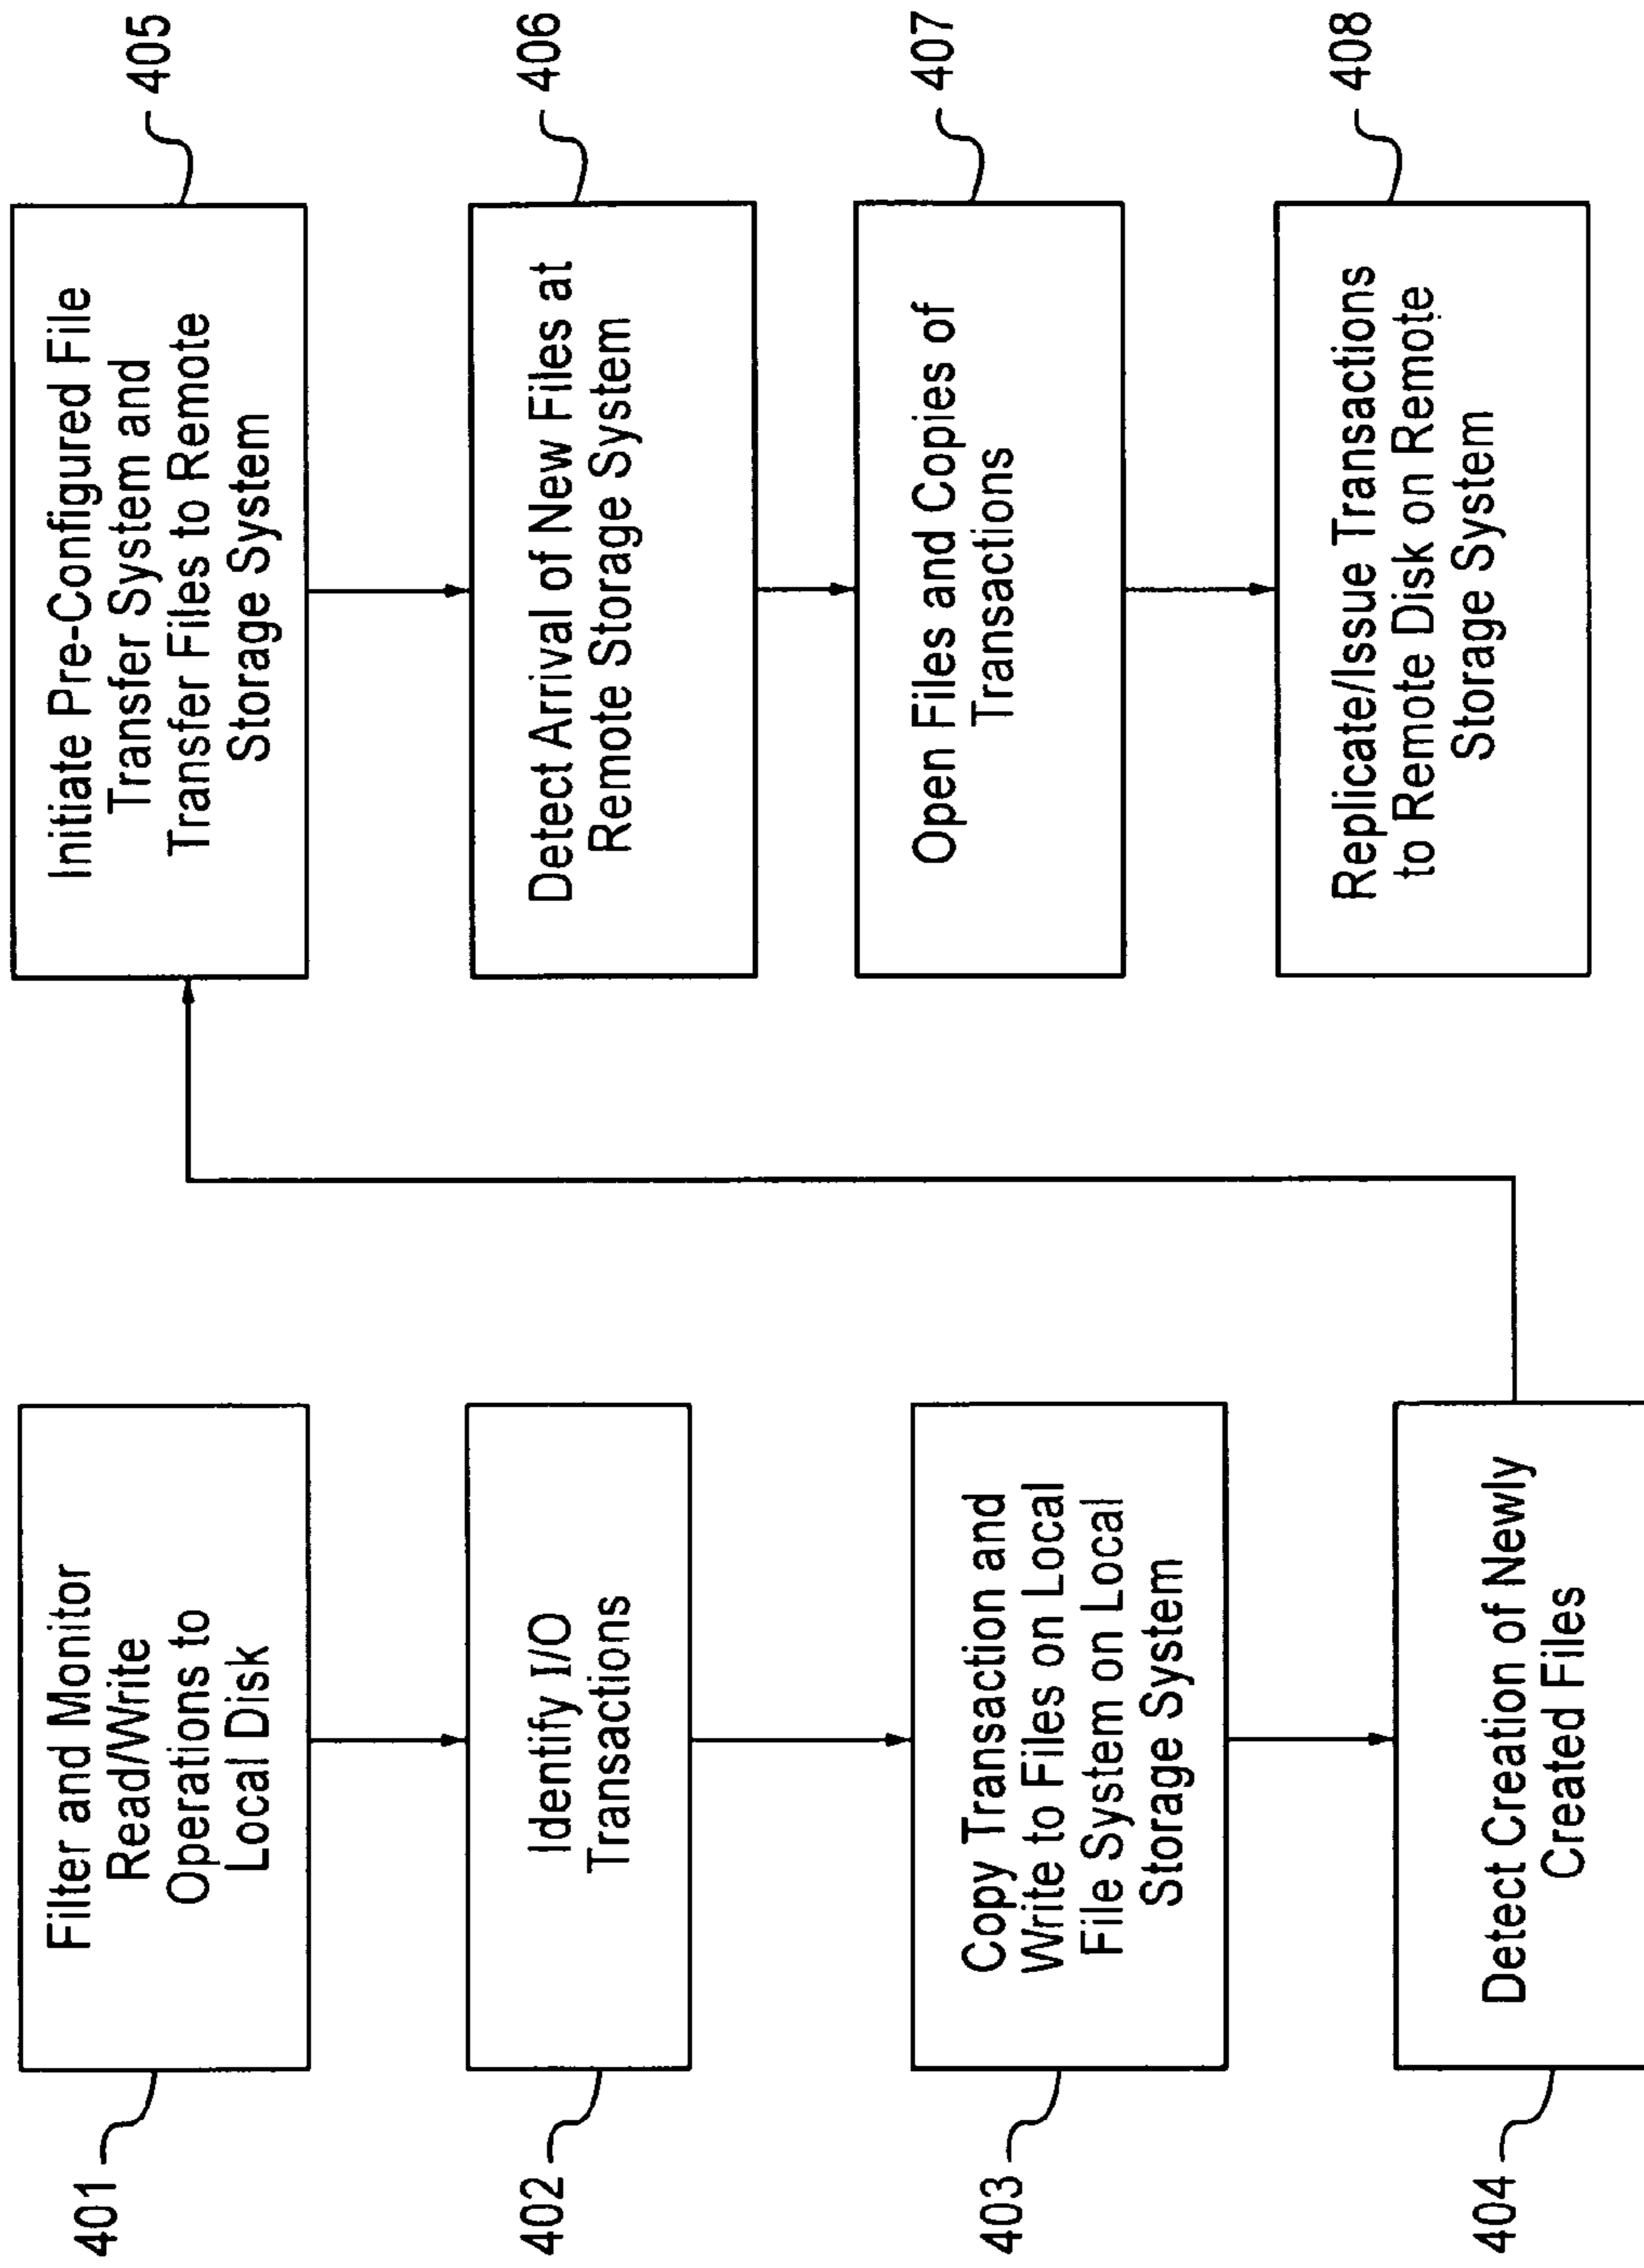 401
Filter and Monitor
Read/Write
Operations to
Local Disk
402
Identify I/O
Transactions
403
Copy Transaction and
Write to Files on Local
File System on Local
Storage System
404
Detect Creation of Newly
Created Files
Initiate Pre-Configured File
Transfer System and
Transfer Files to Remote
Storage System
405
Detect Arrival of New Files at
Remote Storage System
406
Open Files and Copies of
Transactions
407
Replicate/Issue Transactions
to Remote Disk on Remote
Storage System
408